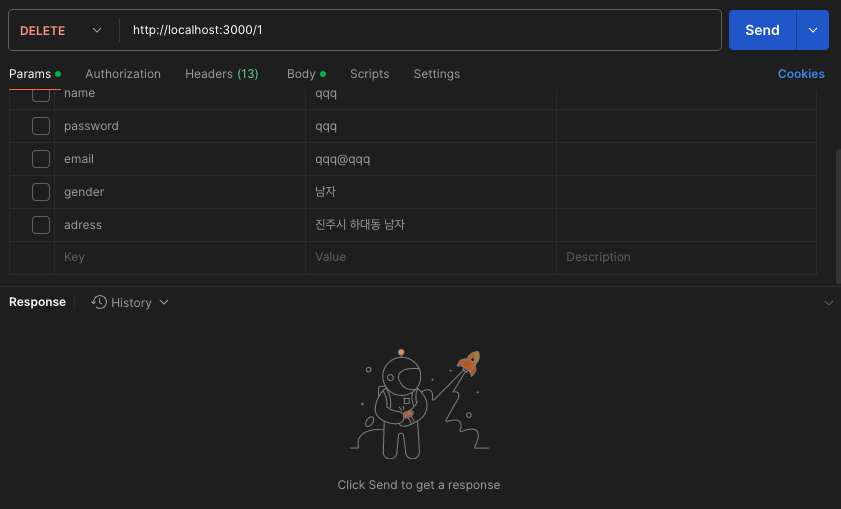 DELETE http://localhost:3000/1 Send
Params Authorization Headers (13) Body Scripts Settings Cookies
name qqq
password qqq
email qqq@qqq
gender 남자
adress 진주시 하대동 남자
Key Value Description
Response History
Click Send to get a response